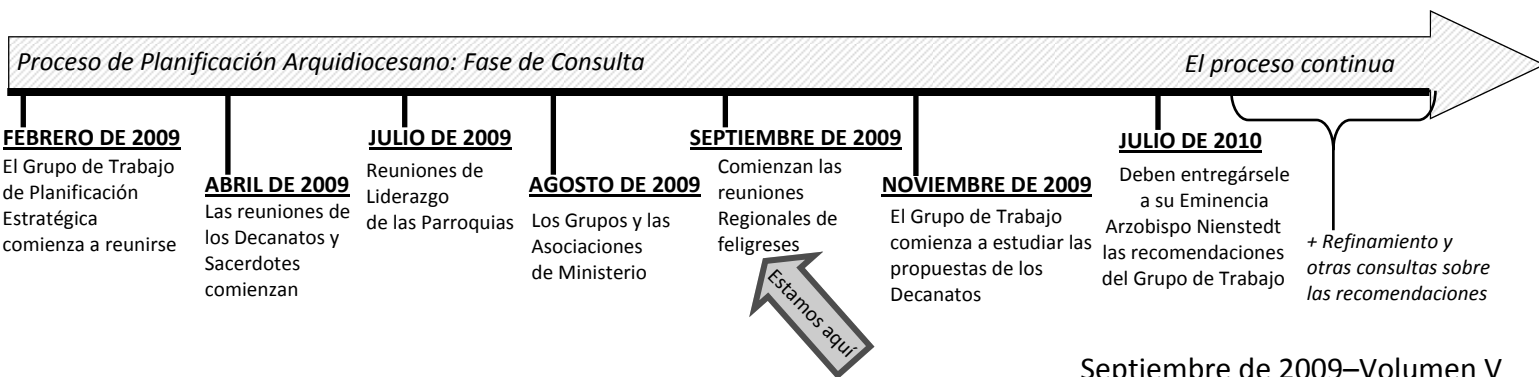 Proceso de Planificación Arquidiocesano: Fase de Consulta
El proceso continua
FEBRERO DE 2009
El Grupo de Trabajo
de Planificación
Estratégica
comienza a reunirse
ABRIL DE 2009
Las reuniones de
los Decanatos y
Sacerdotes
comienzan
JULIO DE 2009
Reuniones de
Liderazgo
de las Parroquias
AGOSTO DE 2009
Los Grupos y las
Asociaciones
de Ministerio
SEPTIEMBRE DE 2009
Comienzan las
reuniones
Regionales de
feligreses
Estamos aquí
NOVIEMBRE DE 2009
El Grupo de Trabajo
comienza a estudiar las
propuestas de los
Decanatos
JULIO DE 2010
Deben entregársele
a su Eminencia
Arzobispo Nienstedt
las recomendaciones
del Grupo de Trabajo
+ Refinamiento y
otras consultas sobre
las recomendaciones
Septiembre de 2009–Volumen V